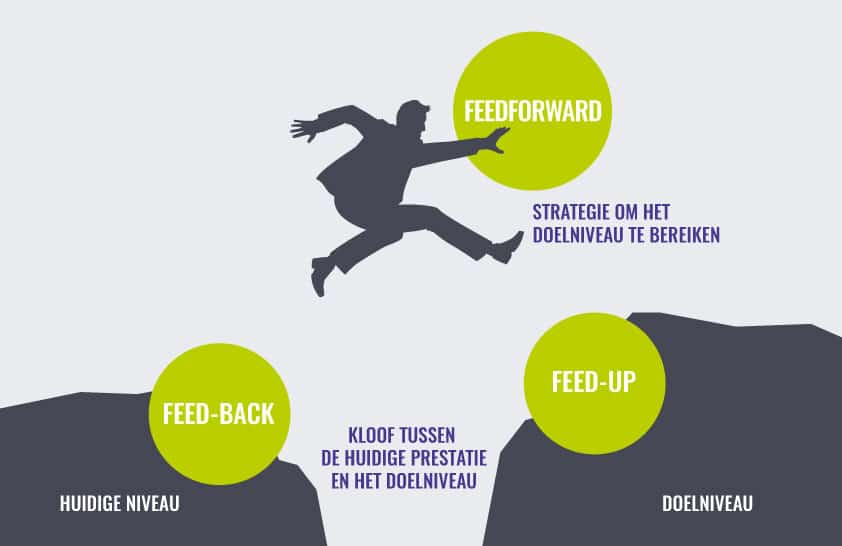 FEEDFORWARD
STRATEGIE OM HET
DOELNIVEAU TE BEREIKEN
FEED-UP
FEED-BACK
KLOOF TUSSEN
DE HUIDIGE PRESTATIE
EN HET DOELNIVEAU
HUIDIGE NIVEAU
DOELNIVEAU